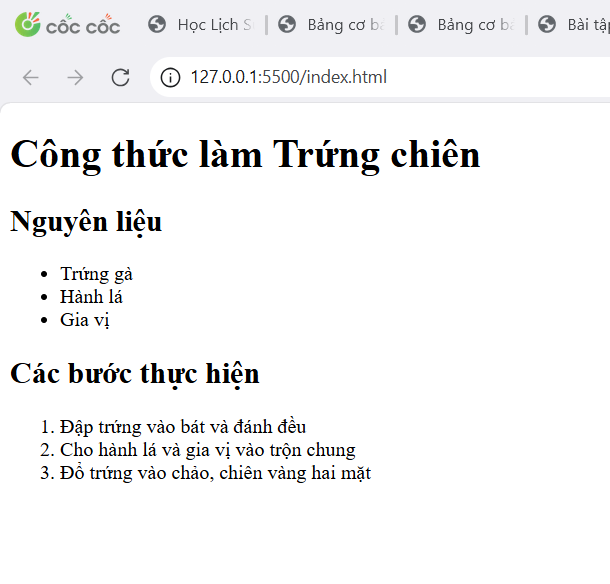 cốc cốc
Học Lịch S
Bảng cơ b
Bảng cơ b
Bài tập
127.0.0.1:5500/index.html
Công thức làm Trứng chiên
Nguyên liệu
• Trứng gà
• Hành lá
• Gia vị
Các bước thực hiện
1. Đập trứng vào bát và đánh đều
2. Cho hành lá và gia vị vào trộn chung
3. Đổ trứng vào chảo, chiên vàng hai mặt